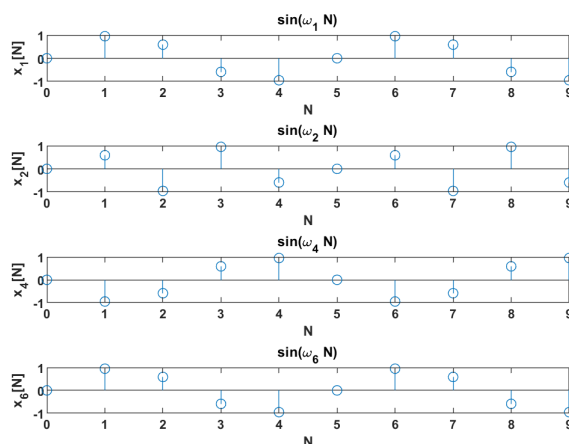 sin(ω₁ N)
x₁[N]
1
0
-1
0 1 2 3 4 5 6 7 8 9
N
sin(ω₂ N)
x₂[N]
1
0
-1
0 1 2 3 4 5 6 7 8 9
N
sin(ω₄ N)
x₄[N]
1
0
-1
0 1 2 3 4 5 6 7 8 9
N
sin(ω₆ N)
x₆[N]
1
0
-1
0 1 2 3 4 5 6 7 8 9
N